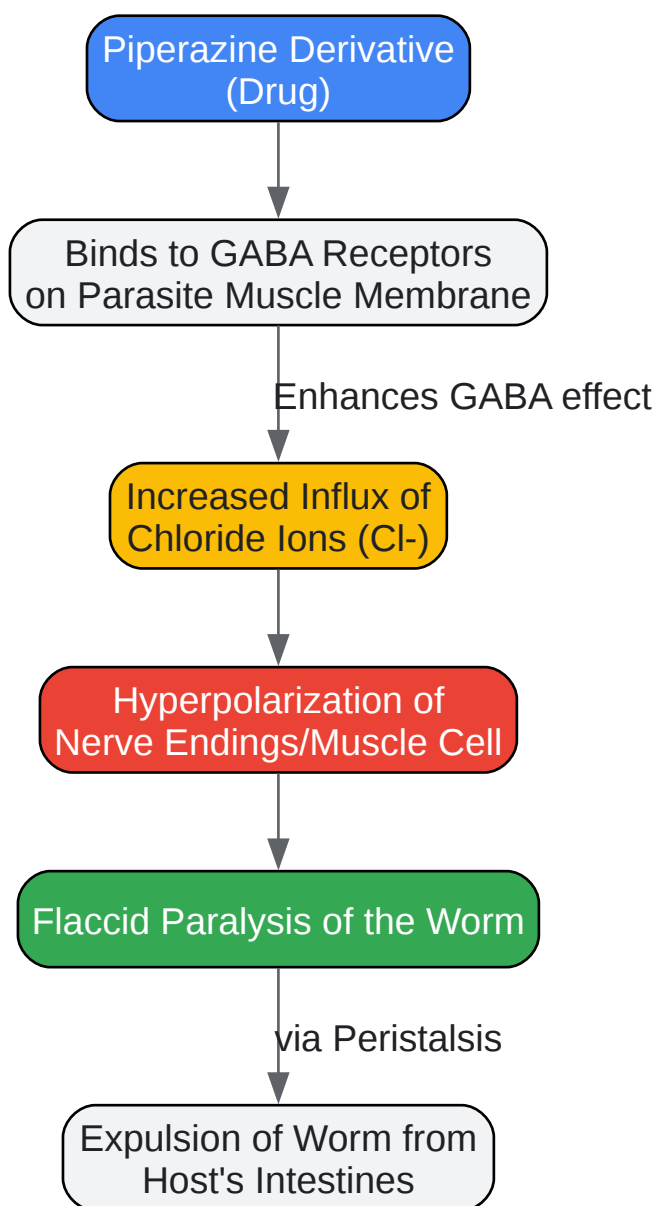 Piperazine Derivative
(Drug)
Binds to GABA Receptors
on Parasite Muscle Membrane
Enhances GABA effect
Increased Influx of
Chloride Ions (Cl-)
Hyperpolarization of
Nerve Endings/Muscle Cell
Flaccid Paralysis of the Worm
via Peristalsis
Expulsion of Worm from
Host's Intestines